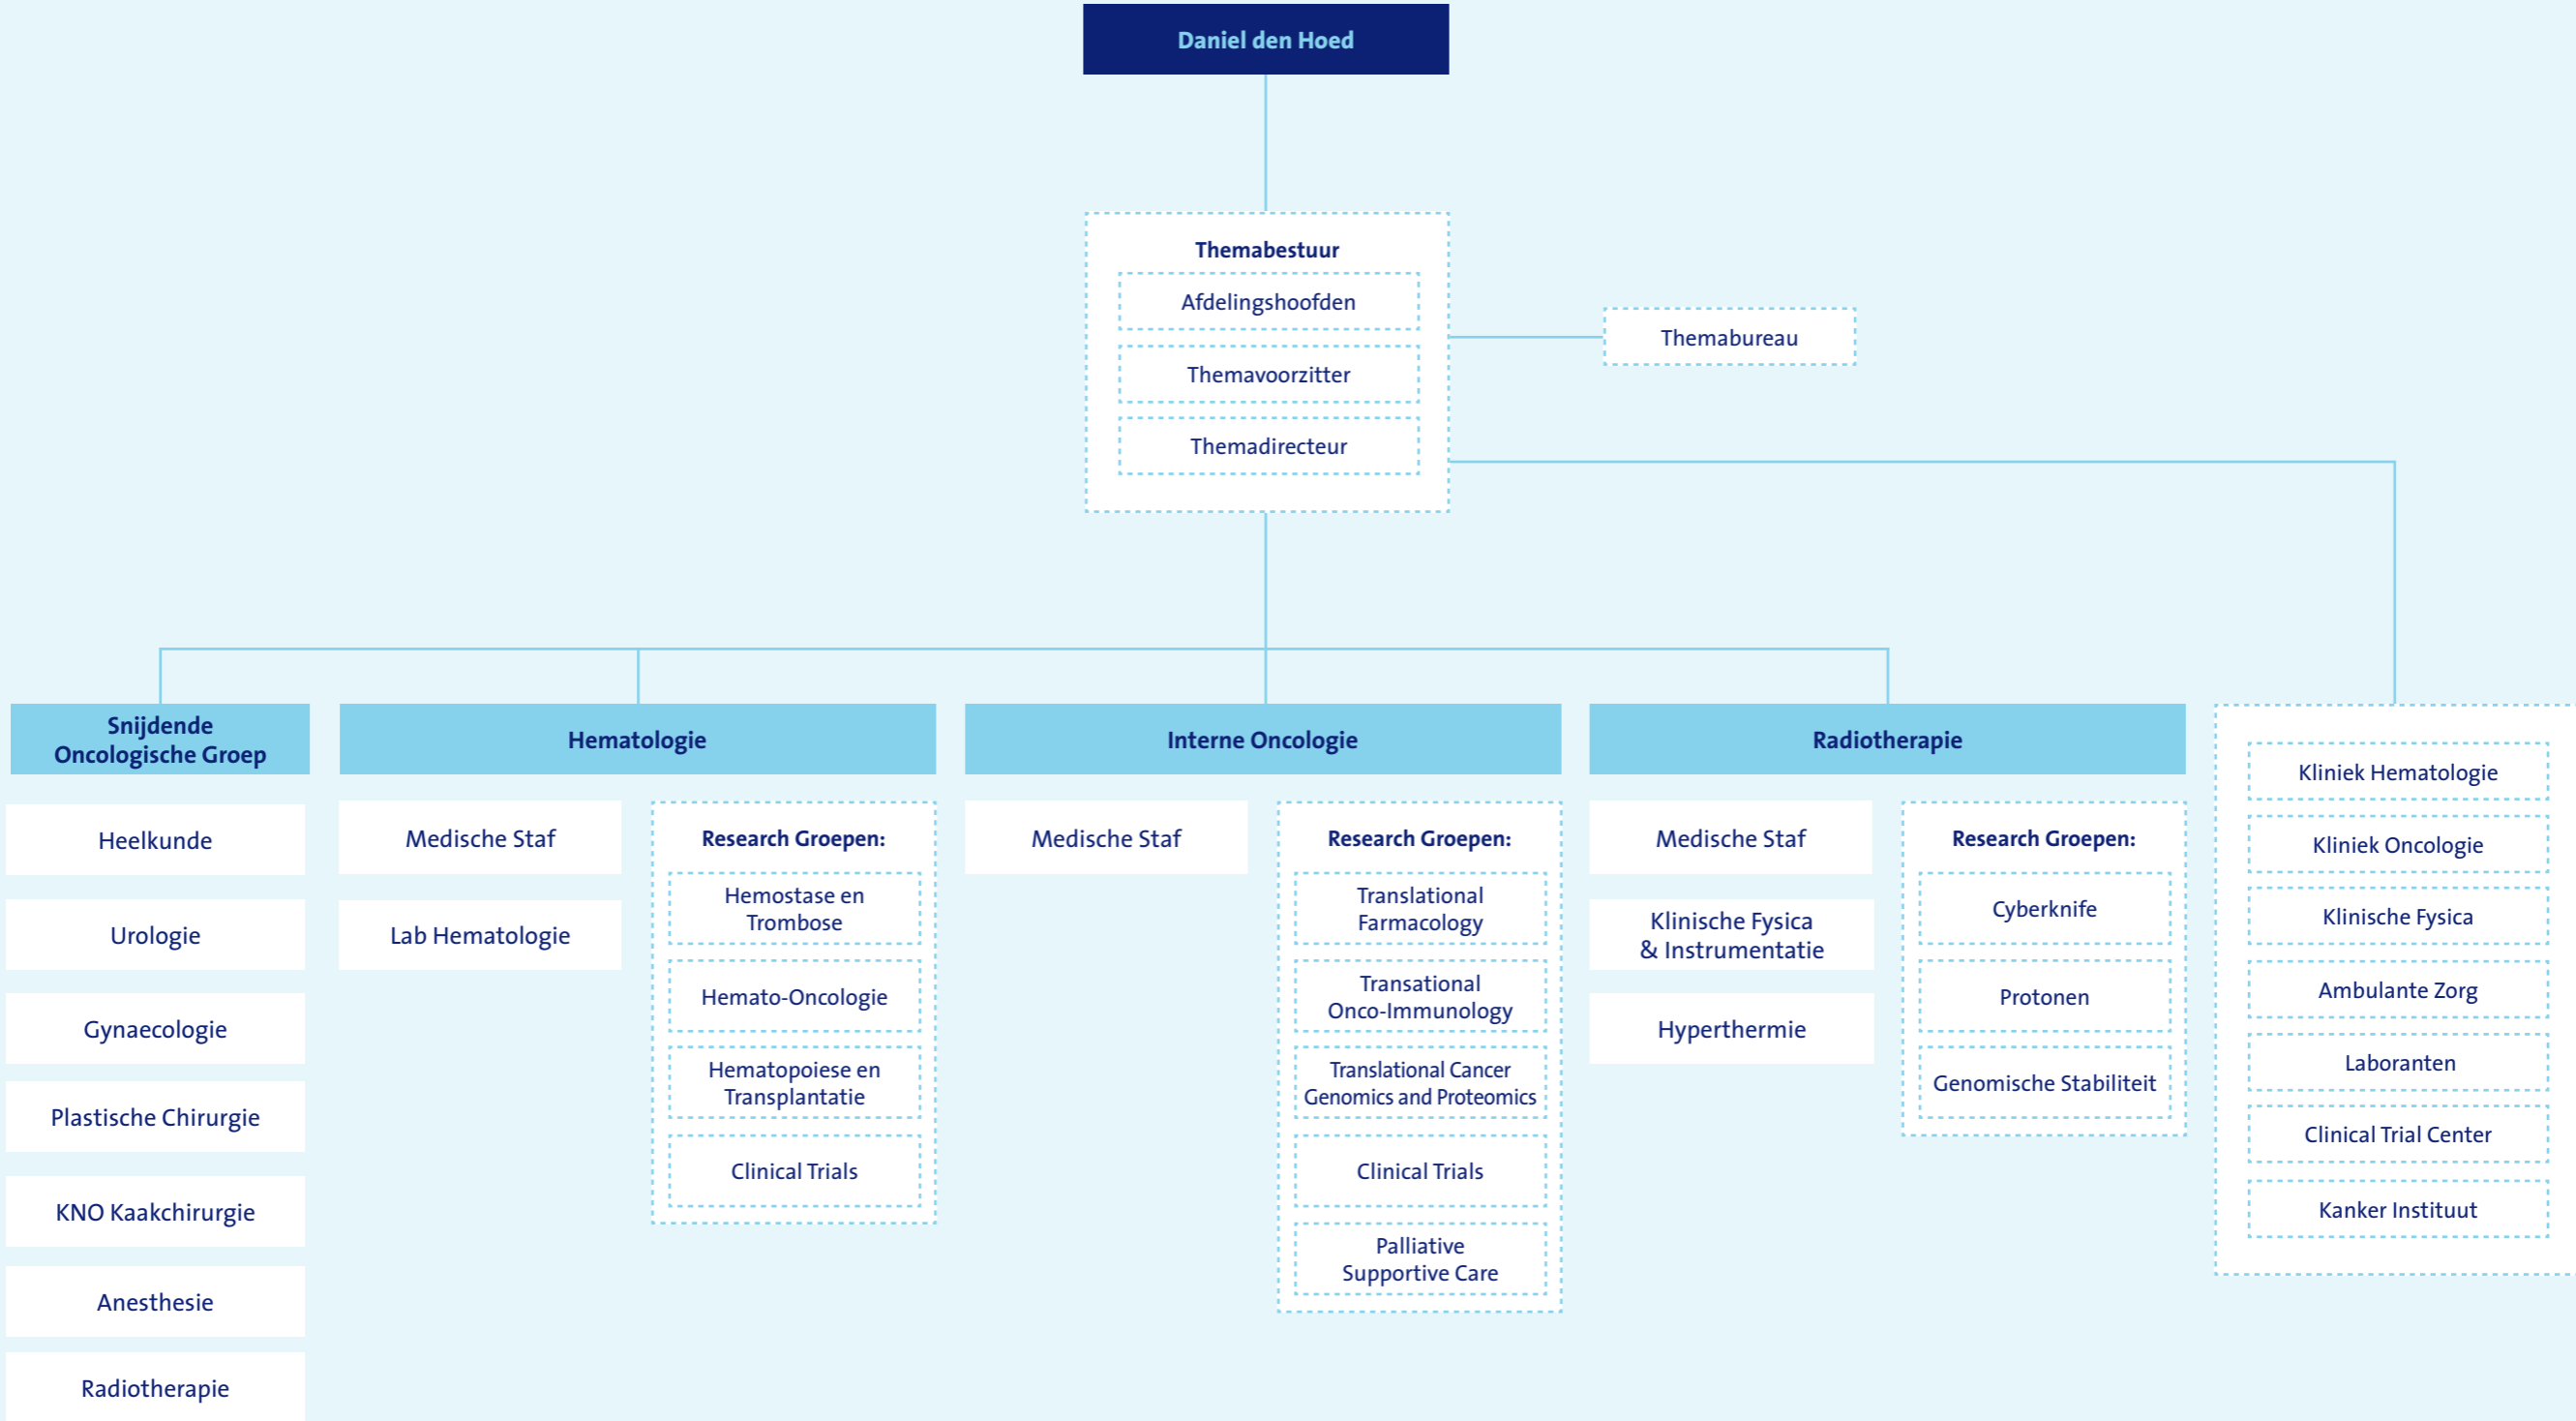 Daniel den Hoed
Themabestuur
Afdelingshoofden
Themavoorzitter
Themadirecteur
Themabureau
Snijdende
Oncologische Groep
Heelkunde
Urologie
Gynaecologie
Plastische Chirurgie
KNO Kaakchirurgie
Anesthesie
Radiotherapie
Hematologie
Medische Staf
Lab Hematologie
Research Groepen:
Hemostase en
Trombose
Hemato-Oncologie
Hematopoiese en
Transplantatie
Clinical Trials
Interne Oncologie
Medische Staf
Research Groepen:
Translational
Farmacology
Transational
Onco-Immunology
Translational Cancer
Genomics and Proteomics
Clinical Trials
Palliative
Supportive Care
Radiotherapie
Medische Staf
Klinische Fysica
& Instrumentatie
Hyperthermie
Research Groepen:
Cyberknife
Protonen
Genomische Stabiliteit
Kliniek Hematologie
Kliniek Oncologie
Klinische Fysica
Ambulante Zorg
Laboranten
Clinical Trial Center
Kanker Instituut